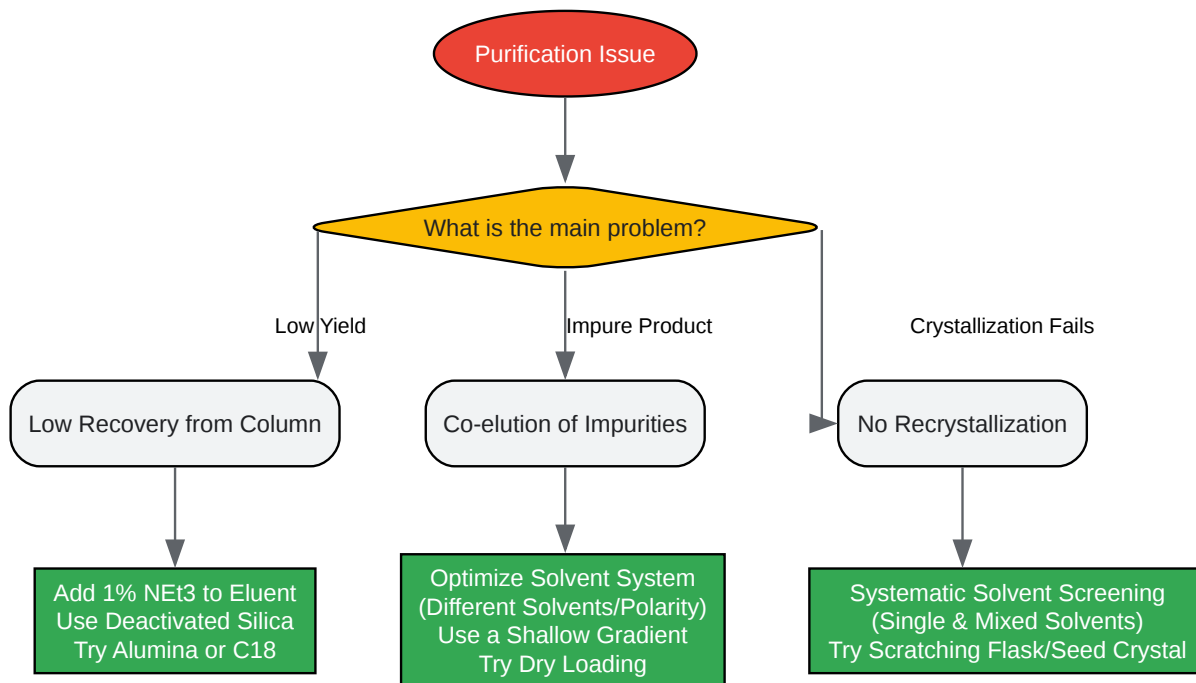 Purification Issue
What is the main problem?
Low Yield
Impure Product
Crystallization Fails
Low Recovery from Column
Co-elution of Impurities
No Recrystallization
Add 1% NEt3 to Eluent
Use Deactivated Silica
Try Alumina or C18
Optimize Solvent System
(Different Solvents/Polarity)
Use a Shallow Gradient
Try Dry Loading
Systematic Solvent Screening
(Single & Mixed Solvents)
Try Scratching Flask/Seed Crystal